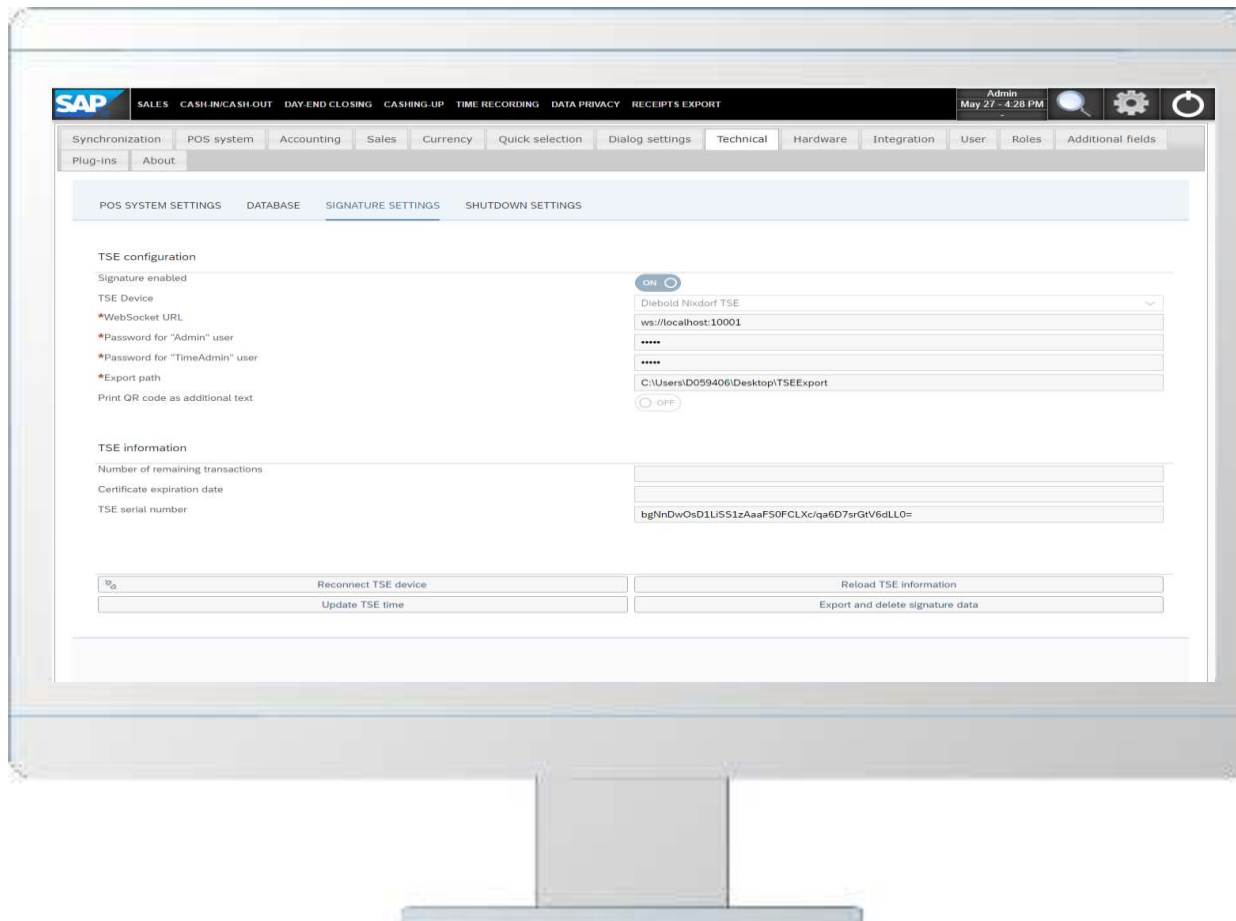 SAP SALES CASH-IN/CASH-OUT DAY-END CLOSING CASHING-UP TIME RECORDING DATA PRIVACY RECEIPTS EXPORT
Admin
May 27 - 4:28 PM
-
Synchronization POS system Accounting Sales Currency Quick selection Dialog settings Technical Hardware Integration User Roles Additional fields
Plug-ins About
POS SYSTEM SETTINGS DATABASE SIGNATURE SETTINGS SHUTDOWN SETTINGS
TSE configuration
Signature enabled ON
TSE Device Diebold Nixdorf TSE
*WebSocket URL ws://localhost:10001
*Password for "Admin" user •••••
*Password for "TimeAdmin" user •••••
*Export path C:\Users\D059406\Desktop\TSEExport
Print QR code as additional text OFF
TSE information
Number of remaining transactions
Certificate expiration date
TSE serial number bgNnDwOsD1LiSS1zAaaFS0FCLXc/qa6D7srGtV6dLL0=
Reconnect TSE device Reload TSE information
Update TSE time Export and delete signature data